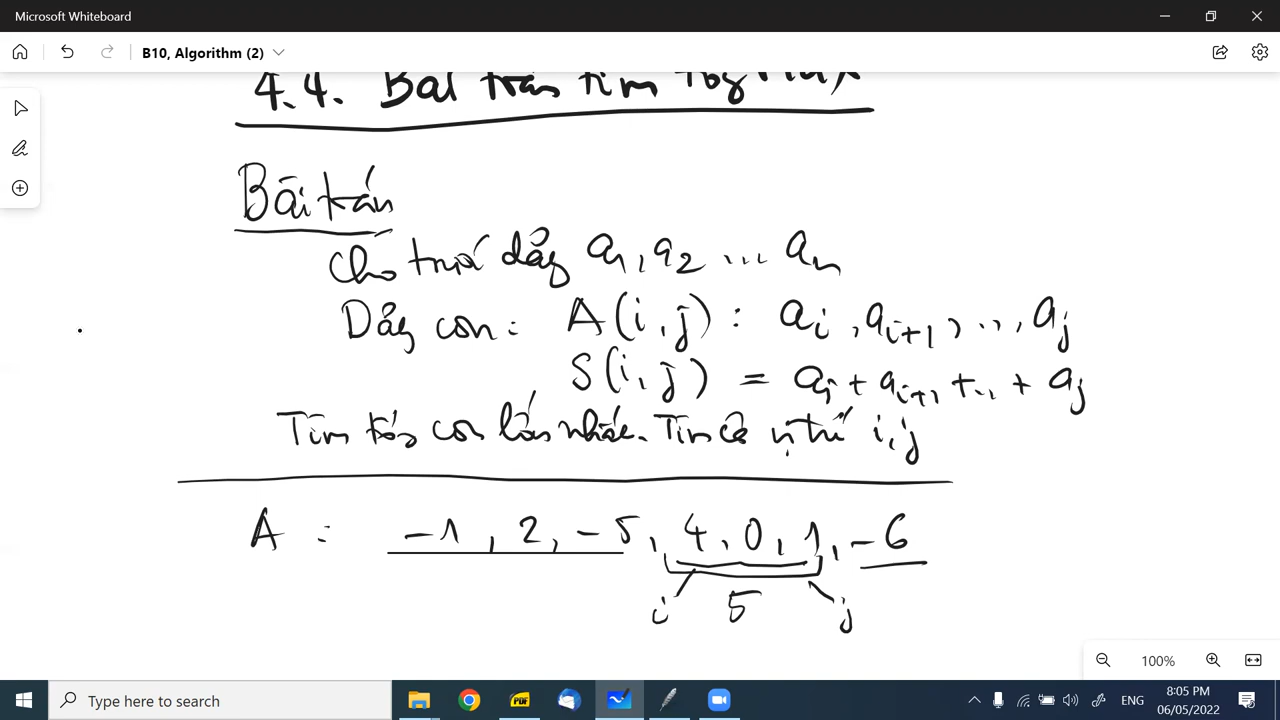 Microsoft Whiteboard
B10, Algorithm (2)
4.4. Bài toán tìm tổng Max
Bài toán
Cho trước dãy a1, a2 ... an
Dãy con: A(i, j) : ai, ai+1, ..., aj
S(i, j) = ai + ai+1 + ... + aj
Tìm tổng con lớn nhất. Tìm cả vị trí i, j
A : -1, 2, -5, 4, 0, 1, -6
i 5 j
100%
Type here to search
PDF
ENG
8:05 PM
06/05/2022